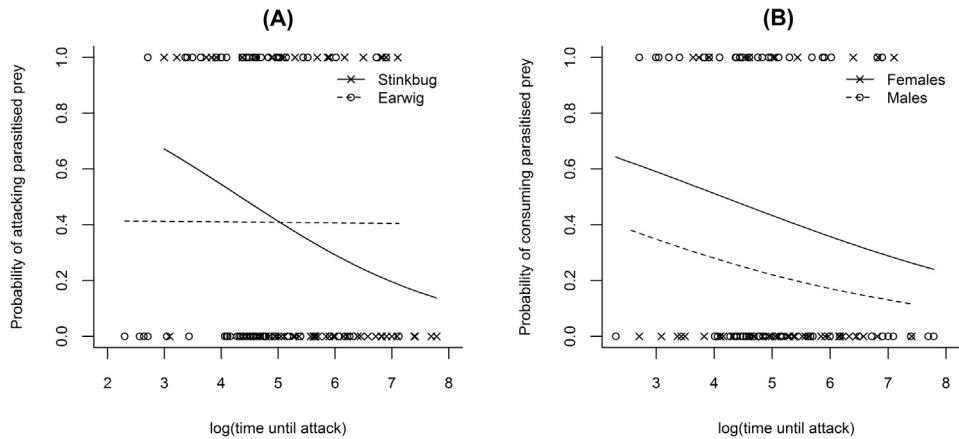 (A)
Probability of attacking parasitised prey
1.0
0.8
0.6
0.4
0.2
0.0
Stinkbug
Earwig
2 3 4 5 6 7 8
log(time until attack)
(B)
Probability of consuming parasitised prey
1.0
0.8
0.6
0.4
0.2
0.0
Females
Males
3 4 5 6 7 8
log(time until attack)